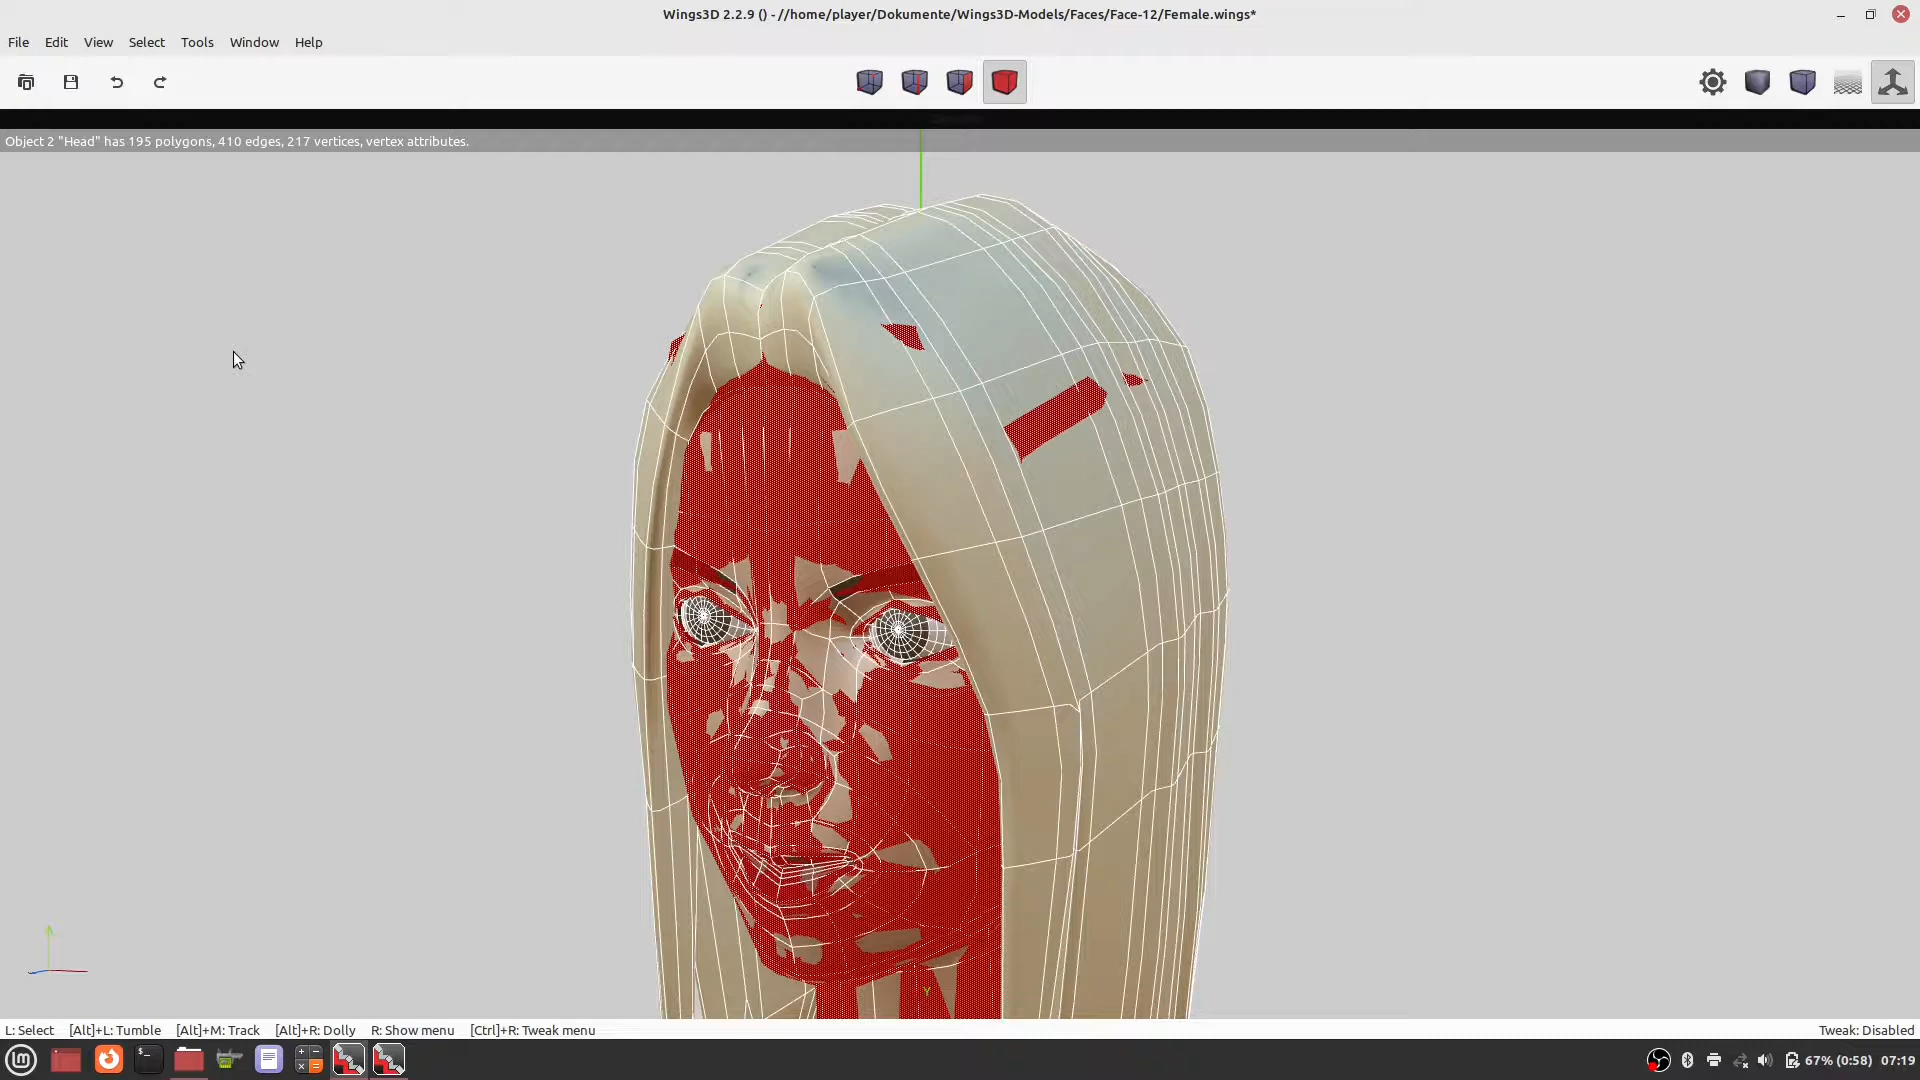 Wings3D 2.2.9 () - //home/player/Dokumente/Wings3D-Models/Faces/Face-12/Female.wings*
File Edit View Select Tools Window Help
Object 2 "Head" has 195 polygons, 410 edges, 217 vertices, vertex attributes.
Y
L: Select [Alt]+L: Tumble [Alt]+M: Track [Alt]+R: Dolly R: Show menu [Ctrl]+R: Tweak menu Tweak: Disabled
67% (0:58) 07:19